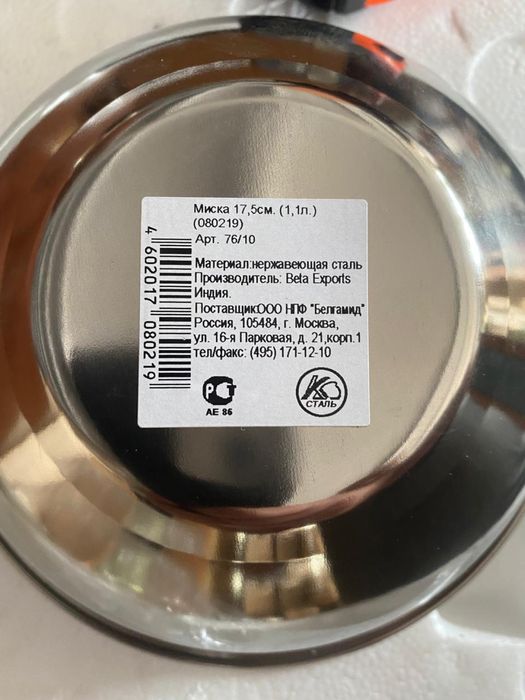 Миска 17,5см. (1,1л.)
(080219)
Арт. 76/10
Материал:нержавеющая сталь
Производитель: Beta Exports
Индия.
Поставщик:ООО НПФ "Белгамид"
Россия, 105484, г. Москва,
ул. 16-я Парковая, д. 21,корп.1
тел/факс: (495) 171-12-10
4 602017 080219
РСТ
АЕ 86
СТАЛЬ